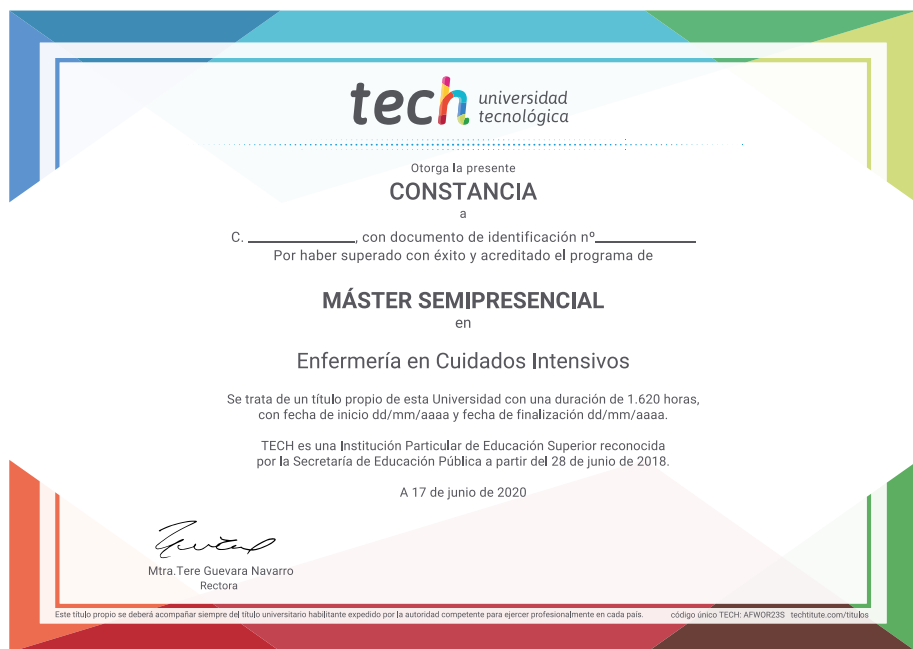 tech universidad
tecnológica
Otorga la presente
CONSTANCIA
a
C. ____________, con documento de identificación nº____________
Por haber superado con éxito y acreditado el programa de
MÁSTER SEMIPRESENCIAL
en
Enfermería en Cuidados Intensivos
Se trata de un título propio de esta Universidad con una duración de 1.620 horas,
con fecha de inicio dd/mm/aaaa y fecha de finalización dd/mm/aaaa.
TECH es una Institución Particular de Educación Superior reconocida
por la Secretaría de Educación Pública a partir del 28 de junio de 2018.
A 17 de junio de 2020
Mtra.Tere Guevara Navarro
Rectora
Este título propio se deberá acompañar siempre del título universitario habilitante expedido por la autoridad competente para ejercer profesionalmente en cada país. código único TECH: AFWOR23S techtitute.com/titulos